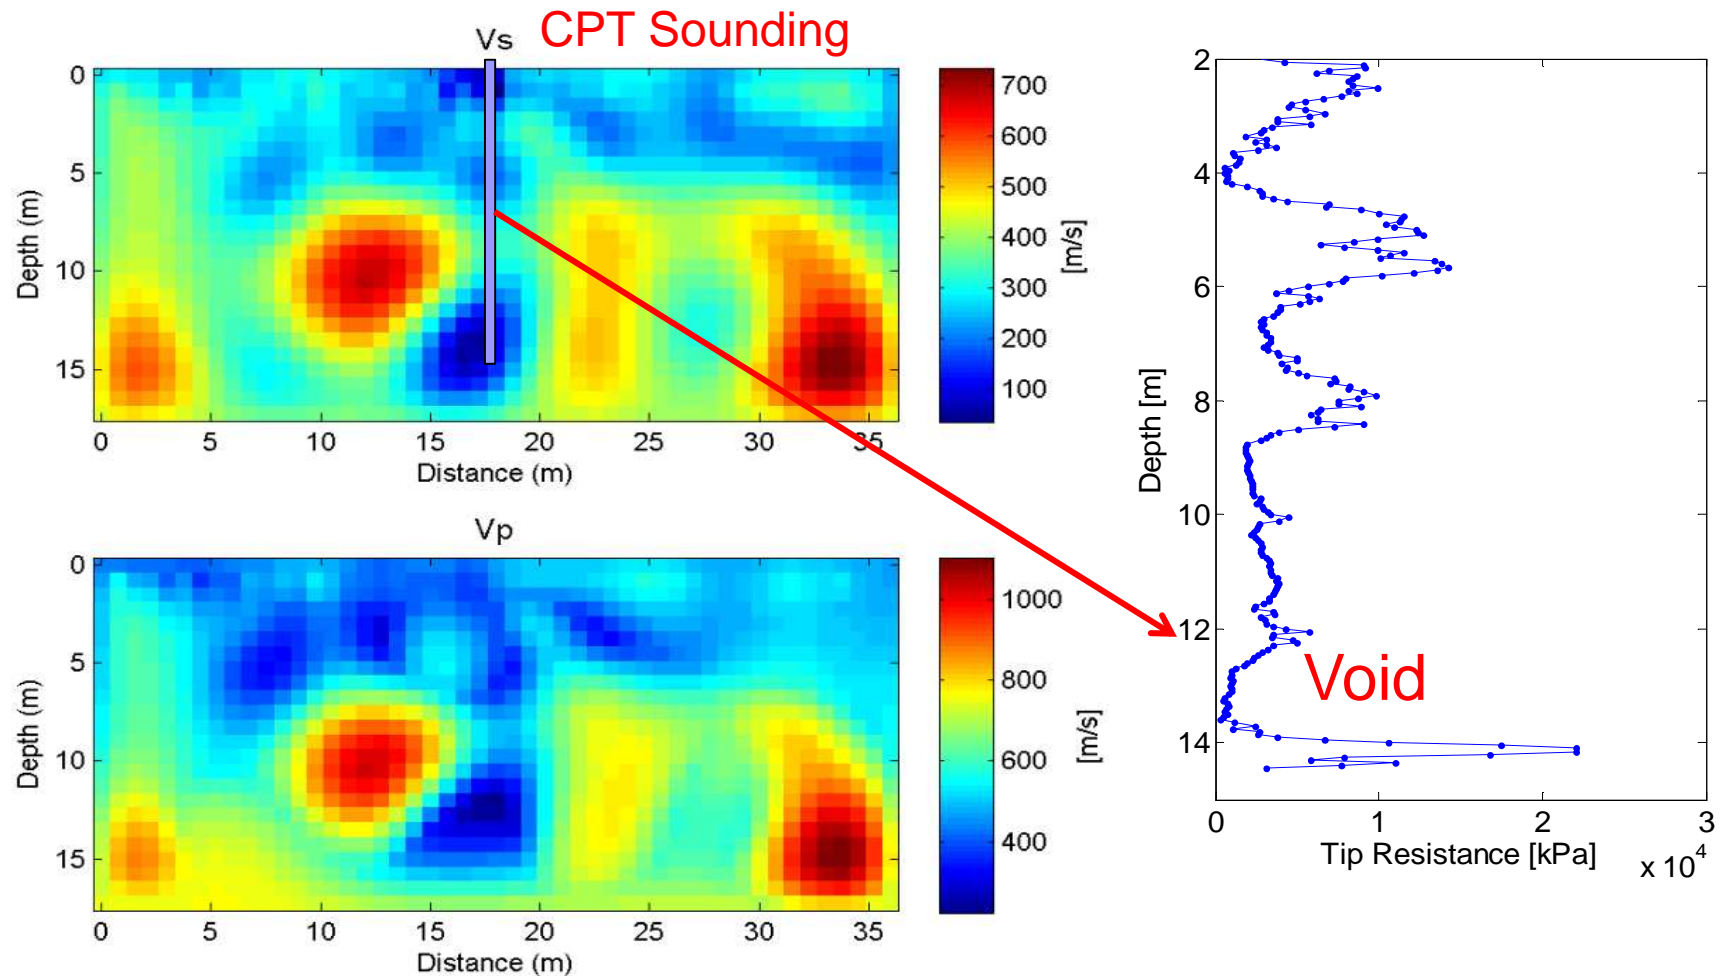 CPT Sounding
Vs
0
5
10
15
Depth (m)
0 5 10 15 20 25 30 35
Distance (m)
700
600
500
400
300
200
100
[m/s]
Vp
0
5
10
15
Depth (m)
0 5 10 15 20 25 30 35
Distance (m)
1000
800
600
400
[m/s]
2
4
6
8
10
12
14
Depth [m]
Void
0 1 2 3
Tip Resistance [kPa]
x 10⁴